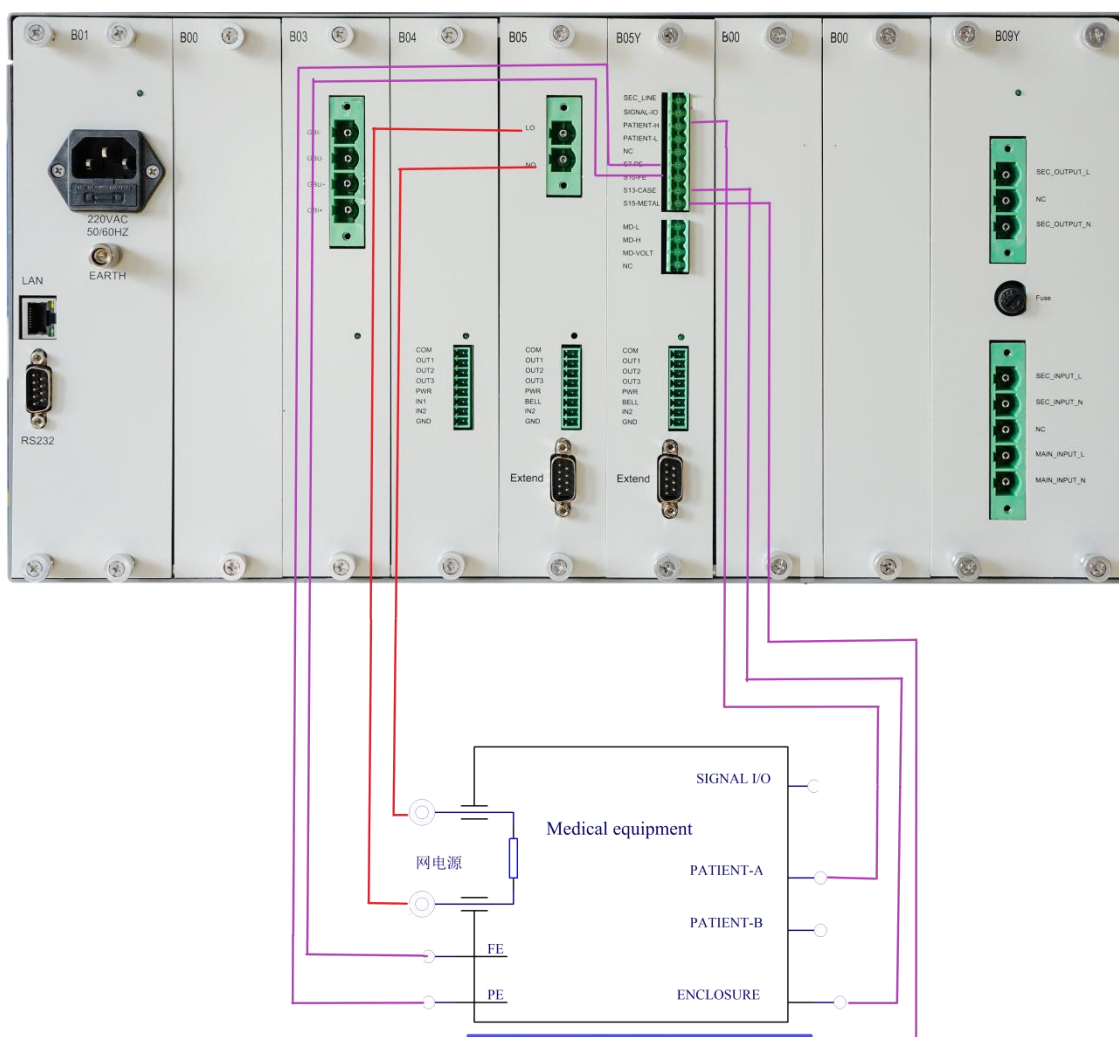 B01
B00
B03
B04
B05
B05Y
B00
B00
B09Y
220VAC
50/60HZ
EARTH
LAN
RS232
GBI-
GBU-
GBU+
GBI+
COM
OUT1
OUT2
OUT3
PWR
IN1
IN2
GND
LO
NO
COM
OUT1
OUT2
OUT3
PWR
BELL
IN2
GND
Extend
SEC_LINE
SIGNAL-IO
PATIENT-H
PATIENT-L
NC
S7-PE
S10-FE
S13-CASE
S15-METAL
MD-L
MD-H
MD-VOLT
NC
COM
OUT1
OUT2
OUT3
PWR
BELL
IN2
GND
Extend
SEC_OUTPUT_L
NC
SEC_OUTPUT_N
Fuse
SEC_INPUT_L
SEC_INPUT_N
NC
MAIN_INPUT_L
MAIN_INPUT_N
SIGNAL I/O
Medical equipment
网电源
PATIENT-A
PATIENT-B
FE
PE
ENCLOSURE